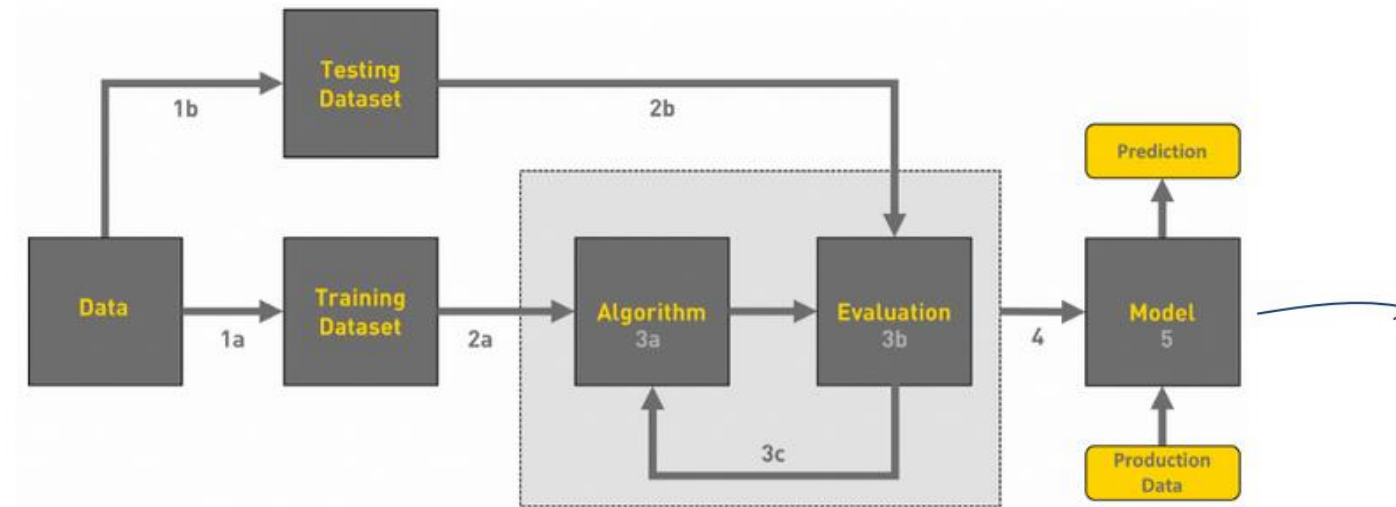 Testing
Dataset
1b
2b
Prediction
Data
Training
Dataset
Algorithm
3a
Evaluation
3b
Model
5
1a
2a
4
3c
Production
Data